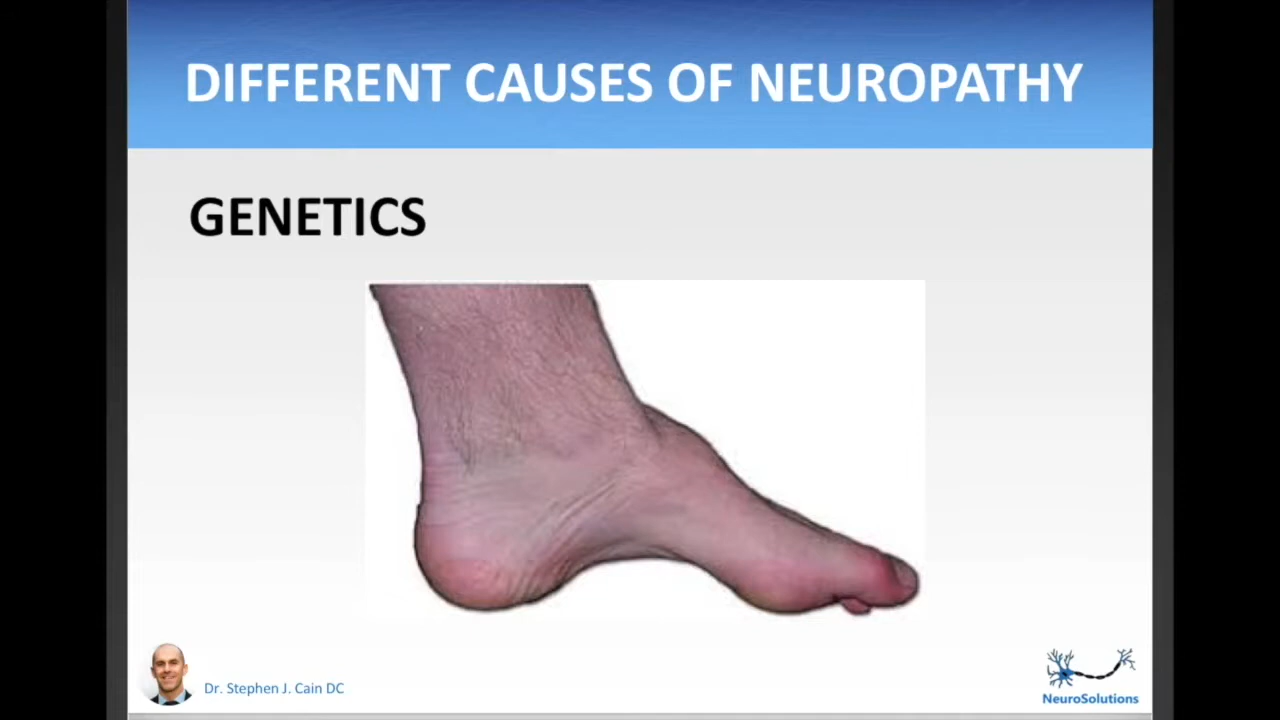 DIFFERENT CAUSES OF NEUROPATHY
GENETICS
Dr. Stephen J. Cain DC
NeuroSolutions